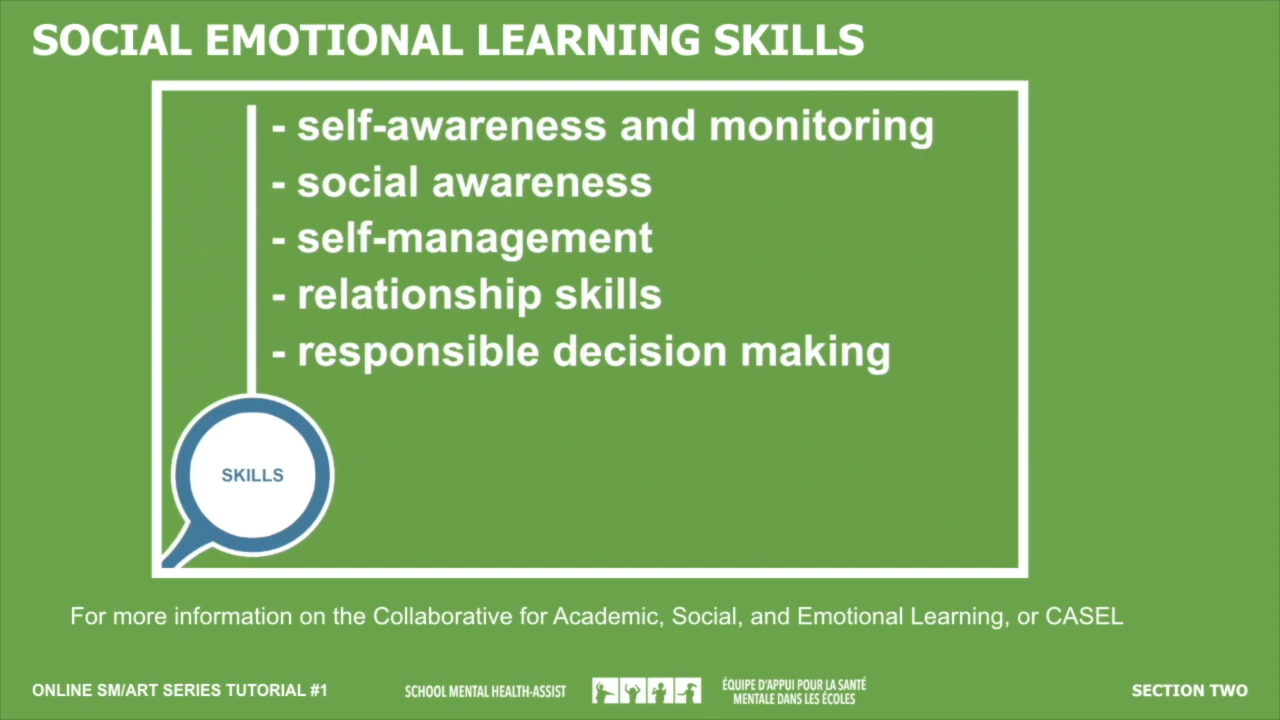 SOCIAL EMOTIONAL LEARNING SKILLS
- self-awareness and monitoring
- social awareness
- self-management
- relationship skills
- responsible decision making
SKILLS
For more information on the Collaborative for Academic, Social, and Emotional Learning, or CASEL
ONLINE SM/ART SERIES TUTORIAL #1
SCHOOL MENTAL HEALTH-ASSIST
ÉQUIPE D'APPUI POUR LA SANTÉ
MENTALE DANS LES ÉCOLES
SECTION TWO